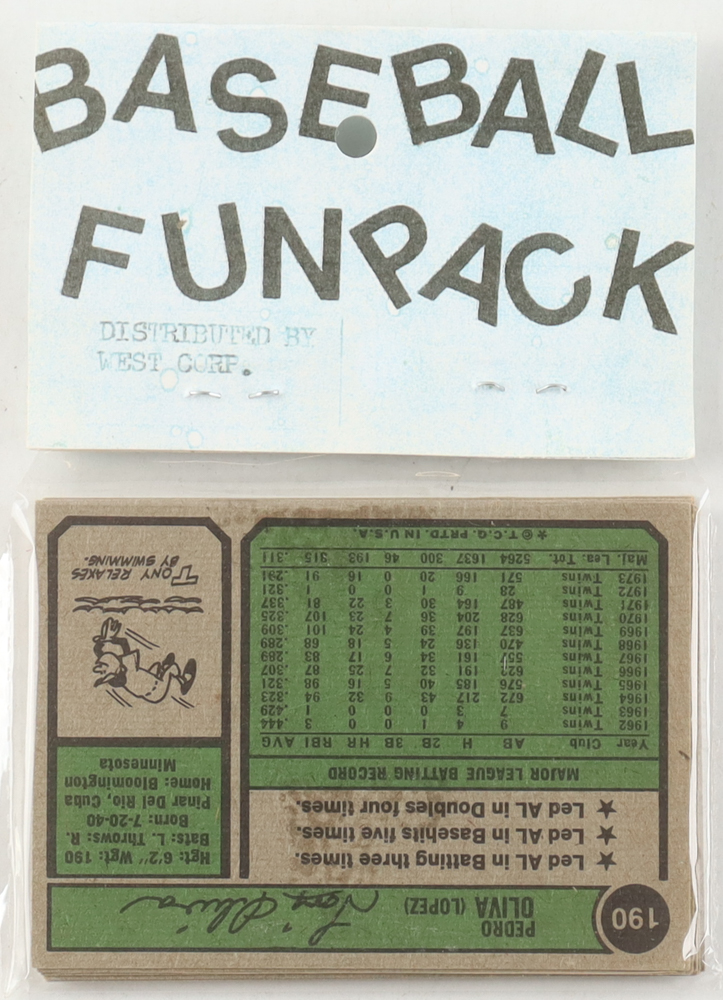 BASEBALL
FUNPACK
DISTRIBUTED BY
WEST CORP.
190
PEDRO
OLIVA (LOPEZ)
Tony Oliva
★ Led AL in Batting three times.
★ Led AL in Basehits five times.
★ Led AL in Doubles four times.
Hgt: 6'2" Wgt: 190
Bats: L. Throws: R.
Born: 7-20-40
Pinar Del Rio, Cuba
Home: Bloomington
Minnesota
MAJOR LEAGUE BATTING RECORD
Year Club AB H 2B 3B HR RBI AVG
1962 Twins 9 4 1 0 0 3 .444
1963 Twins 7 3 0 0 0 1 .429
1964 Twins 672 217 43 9 32 94 .323
1965 Twins 576 185 40 5 16 98 .321
1966 Twins 622 191 32 7 25 87 .307
1967 Twins 557 161 34 6 17 83 .289
1968 Twins 470 136 24 5 18 68 .289
1969 Twins 637 197 39 4 24 101 .309
1970 Twins 628 204 36 7 23 107 .325
1971 Twins 487 164 30 3 22 81 .337
1972 Twins 28 9 1 0 0 1 .321
1973 Twins 571 166 20 0 16 91 .291
Maj. Lea. Tot. 5264 1637 300 46 193 815 .311
★ © T.C.G. PRTD. IN U.S.A
TONY RELAXES
BY SWIMMING.